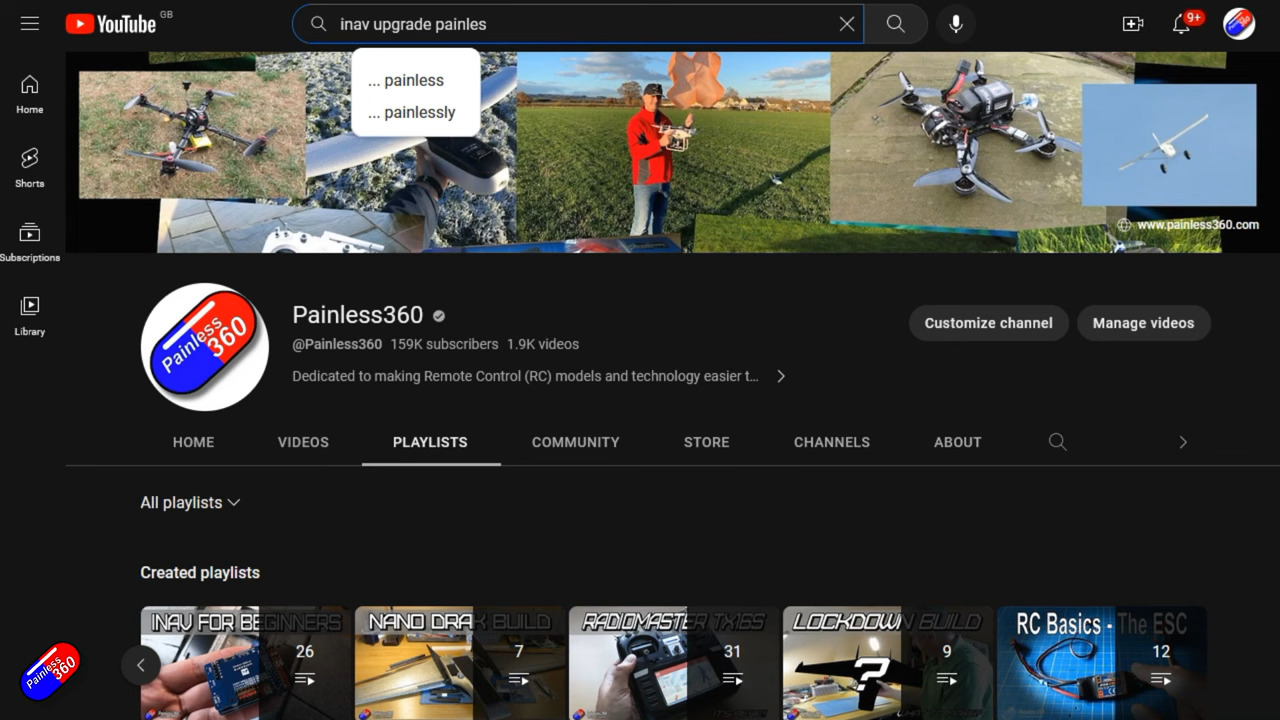 YouTube
GB
inav upgrade painles
9+
... painless
... painlessly
Home
Shorts
Subscriptions
Library
www.painless360.com
Painless
360
Painless360
@Painless360 159K subscribers 1.9K videos
Dedicated to making Remote Control (RC) models and technology easier t...
Customize channel
Manage videos
HOME
VIDEOS
PLAYLISTS
COMMUNITY
STORE
CHANNELS
ABOUT
All playlists
Created playlists
INAV FOR BEGINNERS
26
NANO DRAK BUILD
7
RADIOMASTER TX16S
31
LOCKDOWN BUILD
?
9
RC Basics - The ESC
12
Painless
360